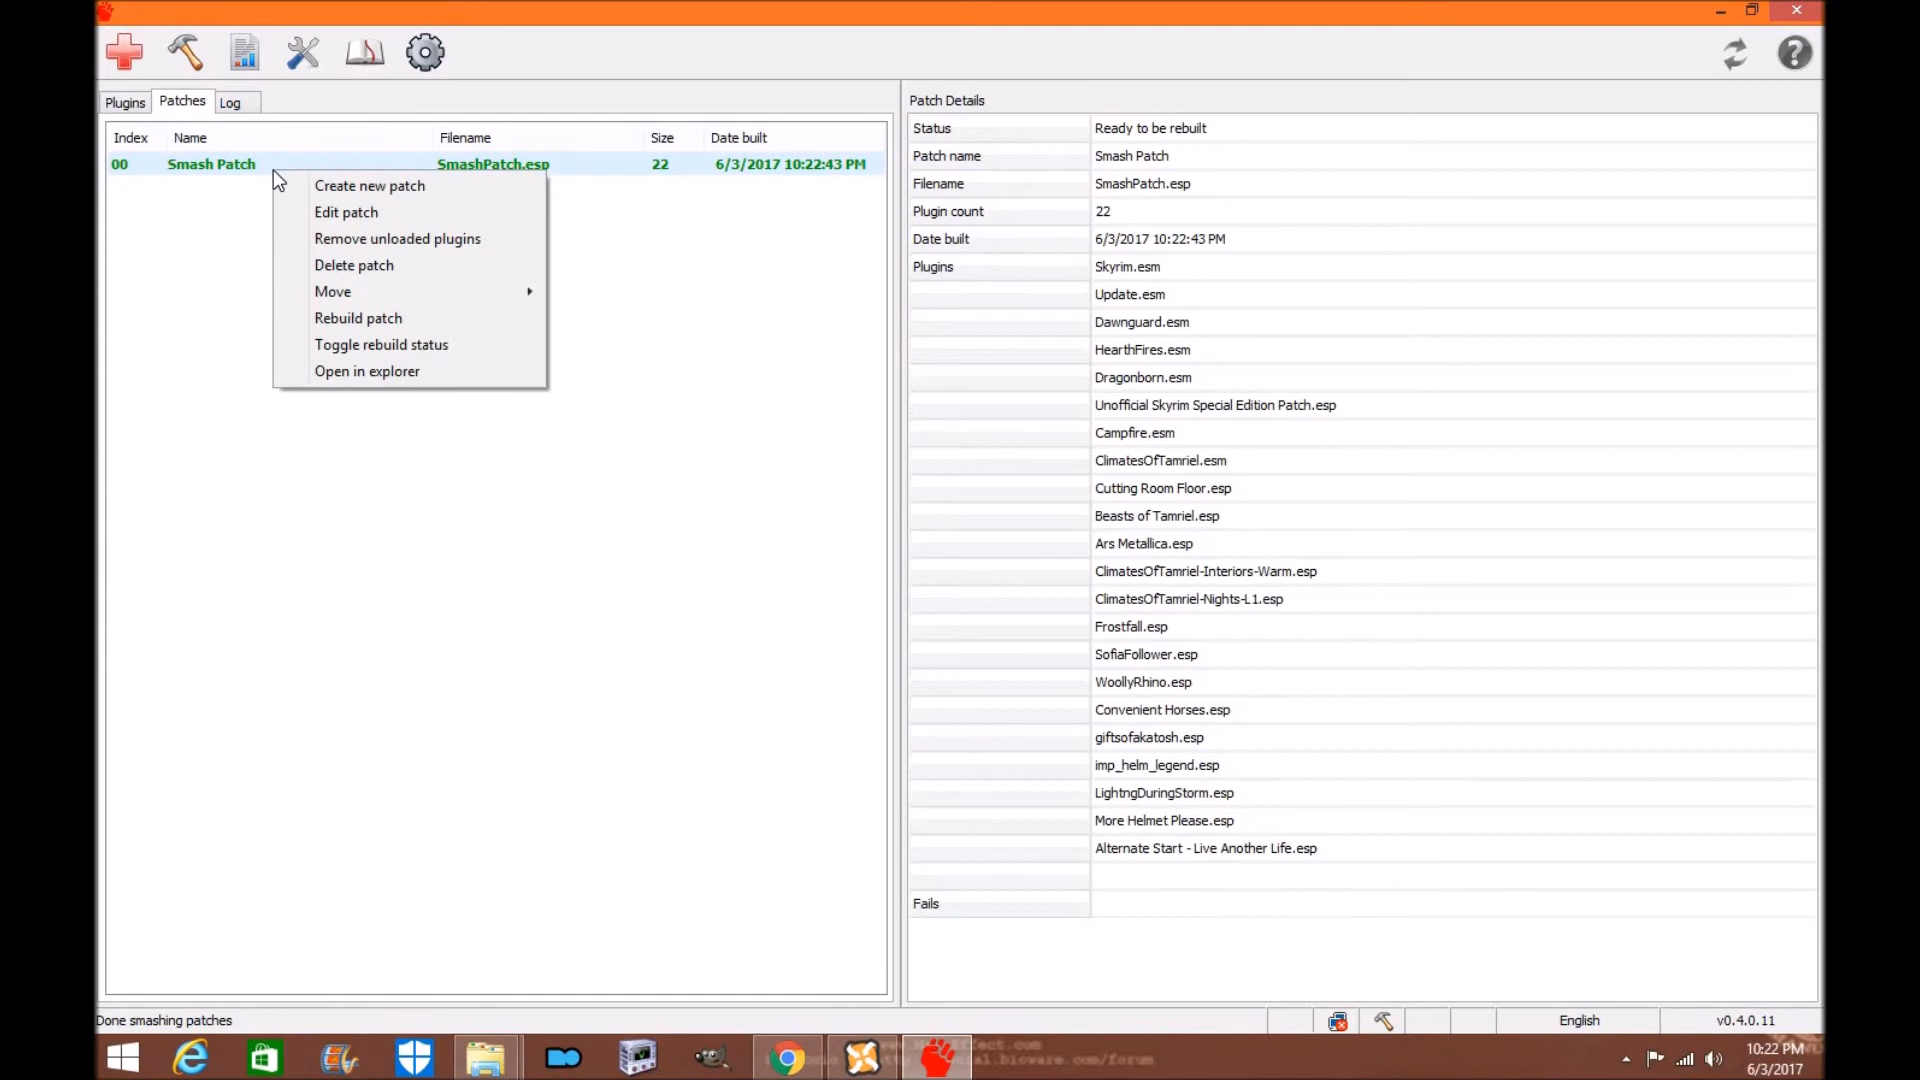 Plugins Patches Log
Index Name Filename Size Date built
00 Smash Patch SmashPatch.esp 22 6/3/2017 10:22:43 PM
Create new patch
Edit patch
Remove unloaded plugins
Delete patch
Move
Rebuild patch
Toggle rebuild status
Open in explorer
Patch Details
Status Ready to be rebuilt
Patch name Smash Patch
Filename SmashPatch.esp
Plugin count 22
Date built 6/3/2017 10:22:43 PM
Plugins Skyrim.esm
Update.esm
Dawnguard.esm
HearthFires.esm
Dragonborn.esm
Unofficial Skyrim Special Edition Patch.esp
Campfire.esm
ClimatesOfTamriel.esm
Cutting Room Floor.esp
Beasts of Tamriel.esp
Ars Metallica.esp
ClimatesOfTamriel-Interiors-Warm.esp
ClimatesOfTamriel-Nights-L1.esp
Frostfall.esp
SofiaFollower.esp
WoollyRhino.esp
Convenient Horses.esp
giftsofakatosh.esp
imp_helm_legend.esp
LightngDuringStorm.esp
More Helmet Please.esp
Alternate Start - Live Another Life.esp
Fails
Done smashing patches English v0.4.0.11
.bioware.com/forum
10:22 PM
6/3/2017